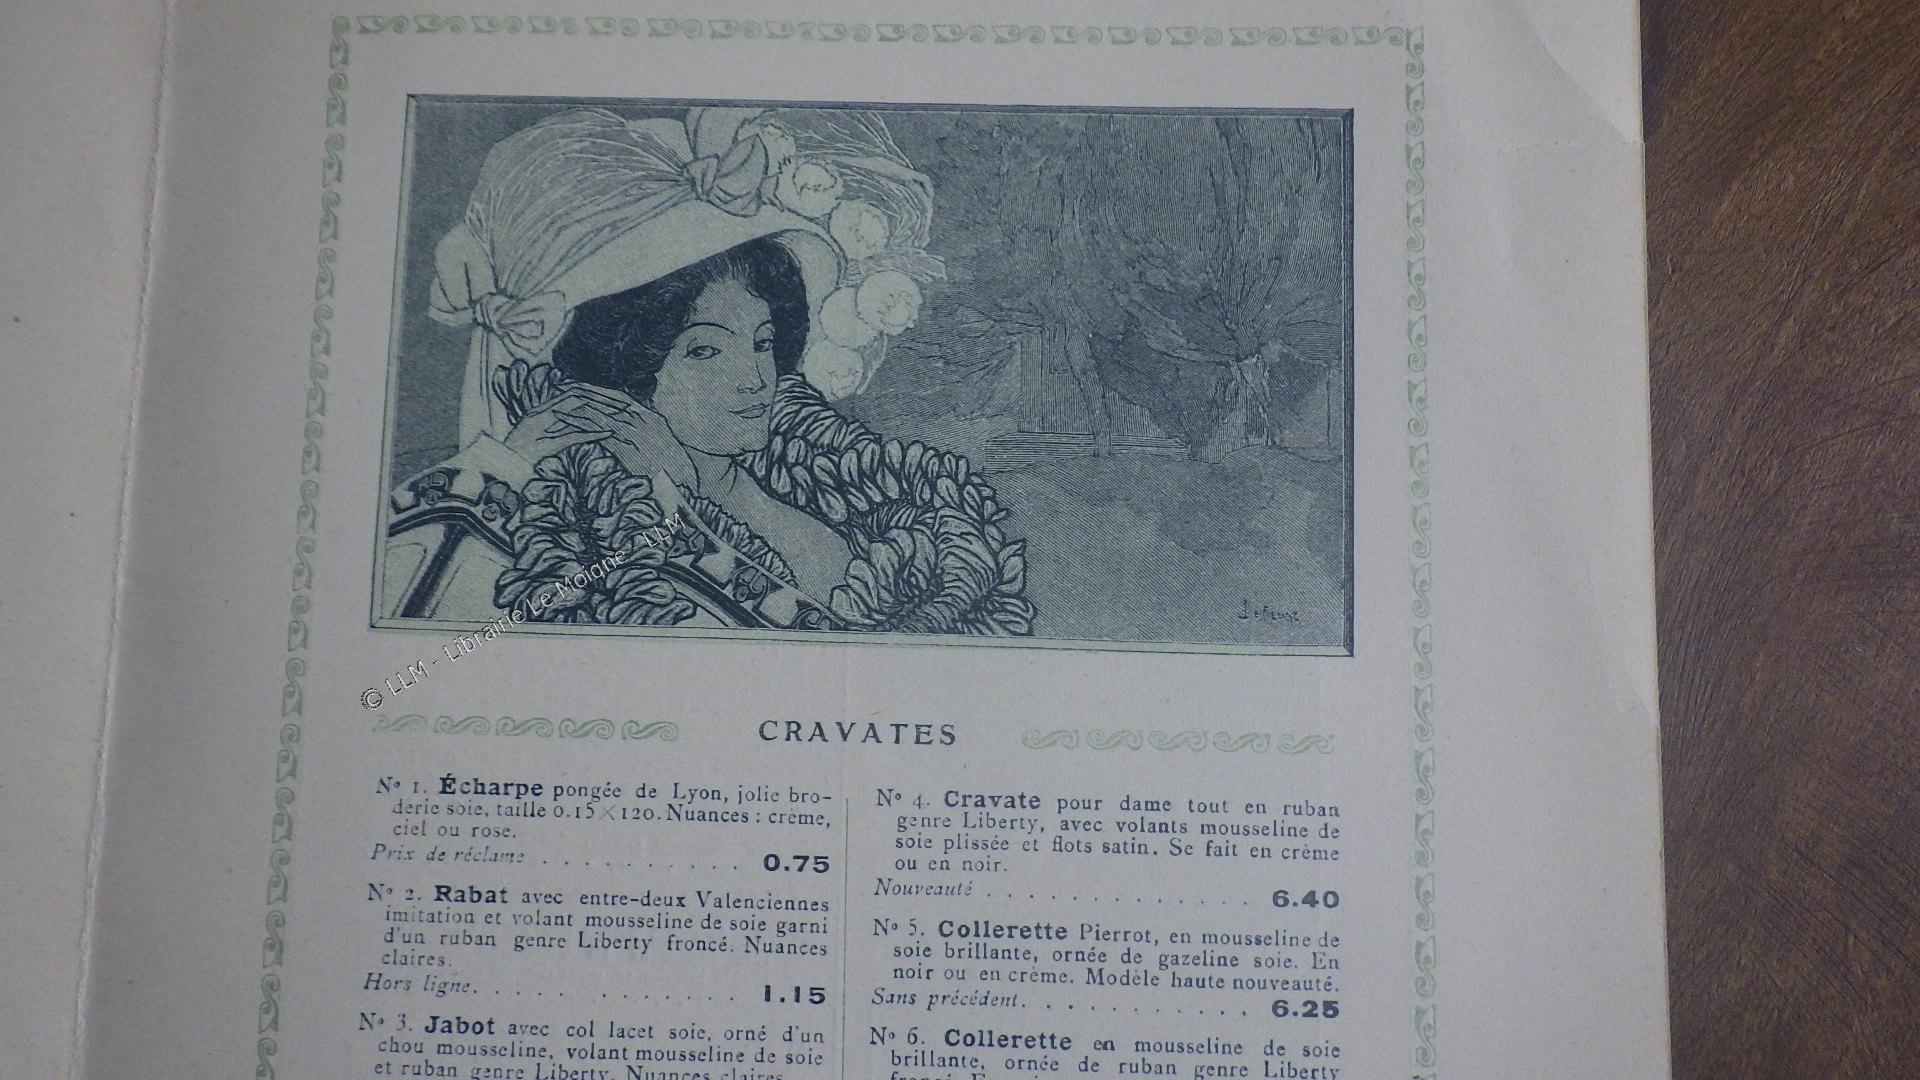 LeFeune
© LLM - Librairie Le Moigne - LLM
CRAVATES
Nº 1. Écharpe pongée de Lyon, jolie bro-
derie soie, taille 0.15×120. Nuances : crème,
ciel ou rose.
Prix de réclame . . . . . . . . . . 0.75
Nº 2. Rabat avec entre-deux Valenciennes
imitation et volant mousseline de soie garni
d'un ruban genre Liberty froncé. Nuances
claires.
Hors ligne. . . . . . . . . . . . 1.15
Nº 3. Jabot avec col lacet soie, orné d'un
chou mousseline, volant mousseline de soie
et ruban genre Liberty. Nuances claires.
Nº 4. Cravate pour dame tout en ruban
genre Liberty, avec volants mousseline de
soie plissée et flots satin. Se fait en crème
ou en noir.
Nouveauté . . . . . . . . . . . . . 6.40
Nº 5. Collerette Pierrot, en mousseline de
soie brillante, ornée de gazeline soie. En
noir ou en crème. Modèle haute nouveauté.
Sans précédent. . . . . . . . . . . 6.25
Nº 6. Collerette en mousseline de soie
brillante, ornée de ruban genre Liberty